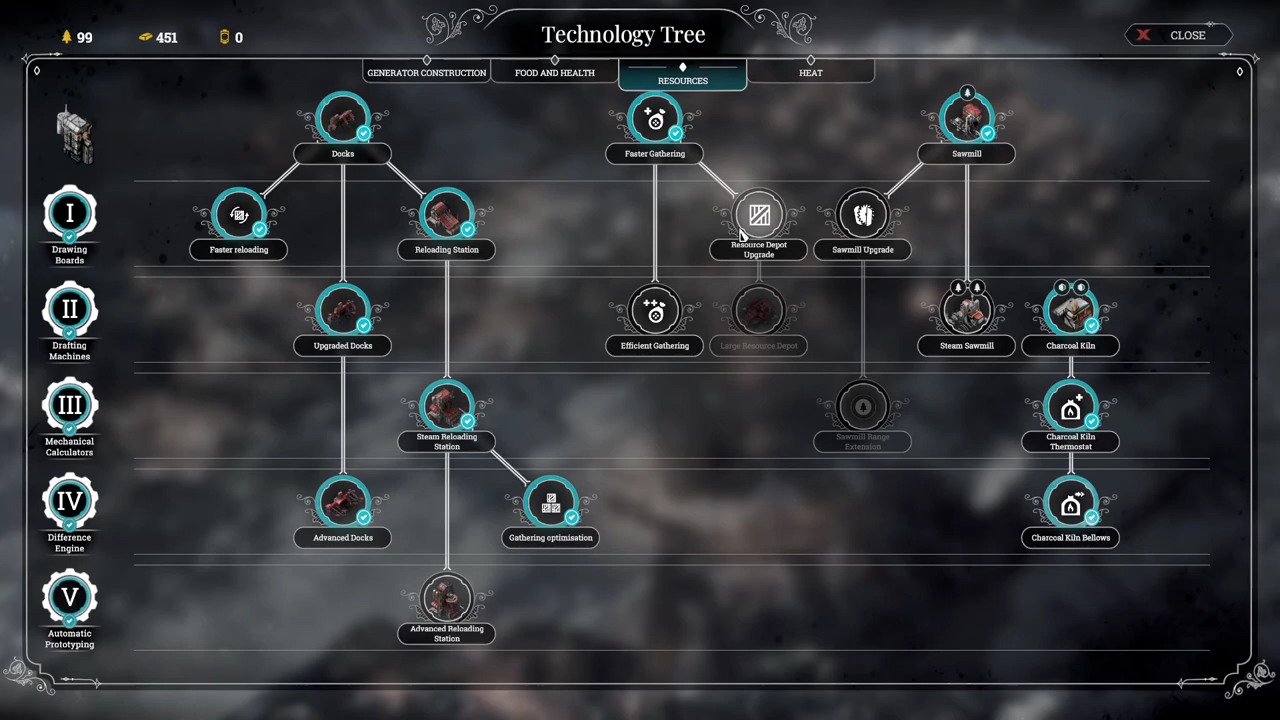 99
451
0
Technology Tree
CLOSE
GENERATOR CONSTRUCTION
FOOD AND HEALTH
RESOURCES
HEAT
Docks
Faster Gathering
Sawmill
I
Drawing
Boards
Faster reloading
Reloading Station
Resource Depot
Upgrade
Sawmill Upgrade
II
Drafting
Machines
Upgraded Docks
Efficient Gathering
Large Resource Depot
Steam Sawmill
Charcoal Kiln
III
Mechanical
Calculators
Steam Reloading
Station
Sawmill Range
Extension
Charcoal Kiln
Thermostat
IV
Difference
Engine
Advanced Docks
Gathering optimisation
Charcoal Kiln Bellows
V
Automatic
Prototyping
Advanced Reloading
Station